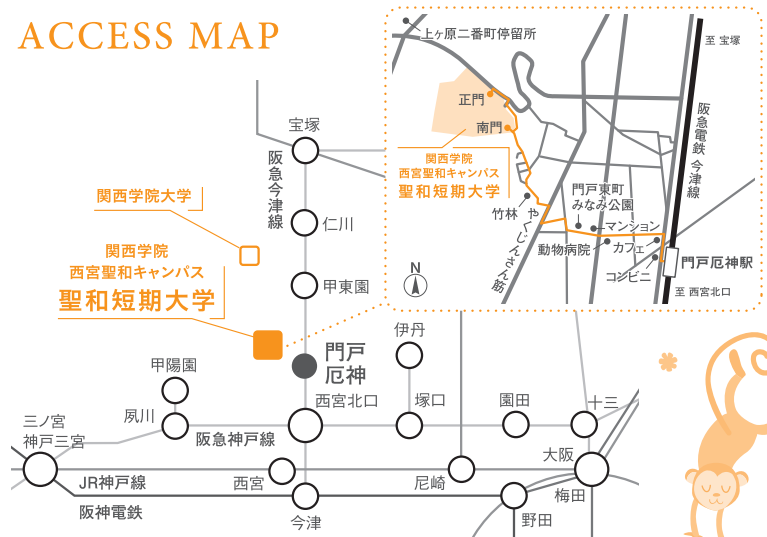 ACCESS MAP
上ヶ原二番町停留所
至 宝塚
正門
南門
阪急電鉄 今津線
関西学院
西宮聖和キャンパス
聖和短期大学
竹林
やくじんさん筋
門戸東町
みなみ公園
マンション
動物病院
カフェ
コンビニ
門戸厄神駅
至 西宮北口
N
宝塚
阪急今津線
関西学院大学
仁川
関西学院
西宮聖和キャンパス
聖和短期大学
甲東園
門戸
厄神
伊丹
甲陽園
西宮北口
塚口
園田
十三
夙川
三ノ宮
神戸三宮
阪急神戸線
大阪
JR神戸線
西宮
尼崎
梅田
阪神電鉄
今津
野田